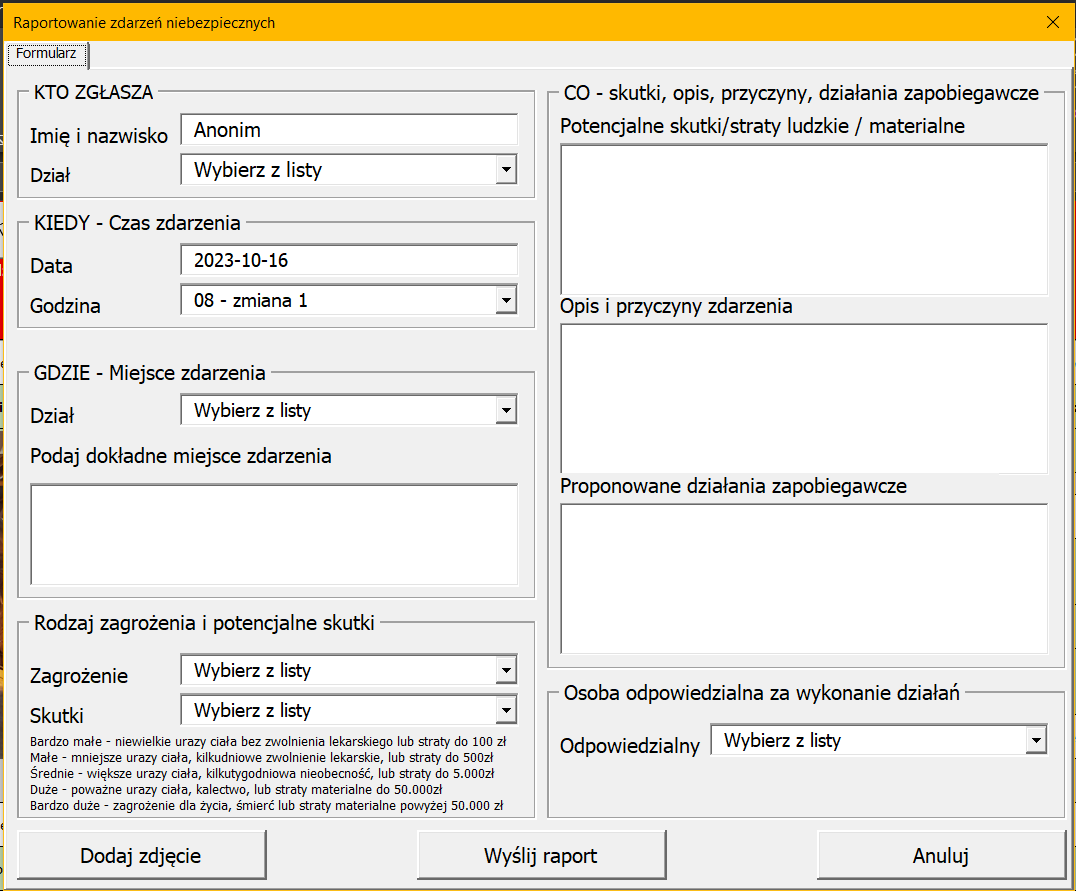 Raportowanie zdarzeń niebezpiecznych
Formularz
KTO ZGŁASZA
Imię i nazwisko
Anonim
Dział
Wybierz z listy
KIEDY - Czas zdarzenia
Data
2023-10-16
Godzina
08 - zmiana 1
GDZIE - Miejsce zdarzenia
Dział
Wybierz z listy
Podaj dokładne miejsce zdarzenia
Rodzaj zagrożenia i potencjalne skutki
Zagrożenie
Wybierz z listy
Skutki
Wybierz z listy
Bardzo małe - niewielkie urazy ciała bez zwolnienia lekarskiego lub straty do 100 zł
Małe - mniejsze urazy ciała, kilkudniowe zwolnienie lekarskie, lub straty do 500zł
Średnie - większe urazy ciała, kilkutygodniowa nieobecność, lub straty do 5.000zł
Duże - poważne urazy ciała, kalectwo, lub straty materialne do 50.000zł
Bardzo duże - zagrożenie dla życia, śmierć lub straty materialne powyżej 50.000 zł
CO - skutki, opis, przyczyny, działania zapobiegawcze
Potencjalne skutki/straty ludzkie / materialne
Opis i przyczyny zdarzenia
Proponowane działania zapobiegawcze
Osoba odpowiedzialna za wykonanie działań
Odpowiedzialny
Wybierz z listy
Dodaj zdjęcie
Wyślij raport
Anuluj